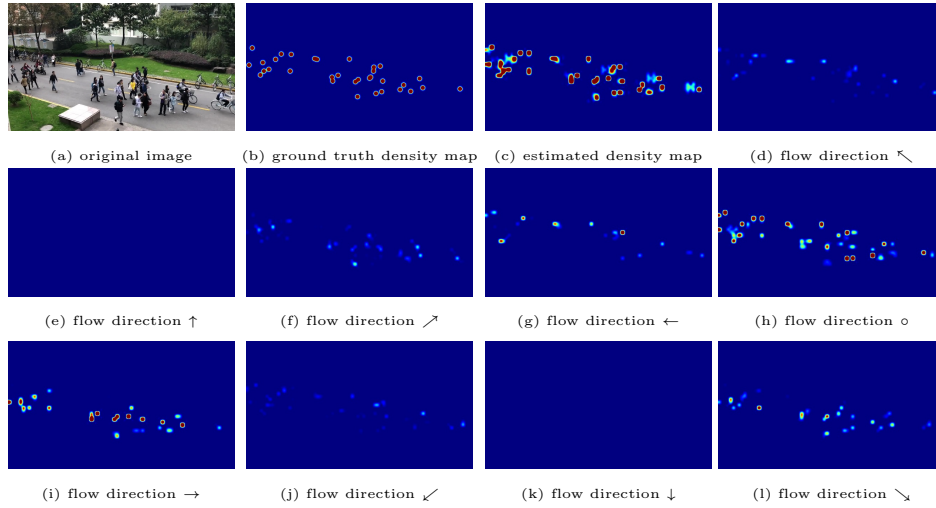 (a) original image
(b) ground truth density map
(c) estimated density map
(d) flow direction ↖
(e) flow direction ↑
(f) flow direction ↗
(g) flow direction ←
(h) flow direction ∘
(i) flow direction →
(j) flow direction ↙
(k) flow direction ↓
(l) flow direction ↘